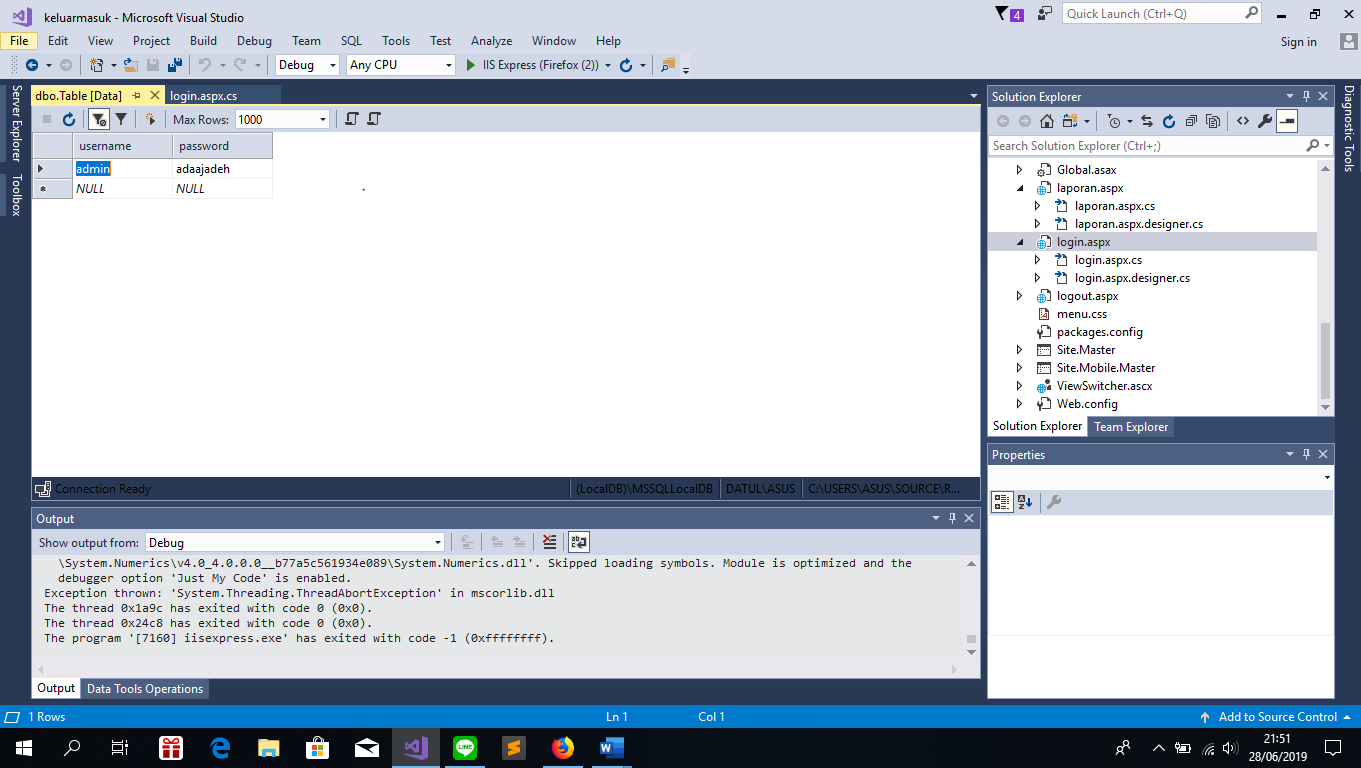 keluarmasuk - Microsoft Visual Studio
4
Quick Launch (Ctrl+Q)
File Edit View Project Build Debug Team SQL Tools Test Analyze Window Help
Sign in
Debug Any CPU IIS Express (Firefox (2))
Server Explorer
Toolbox
dbo.Table [Data] login.aspx.cs
Max Rows: 1000
username password
admin adaajadeh
NULL NULL
Connection Ready (LocalDB)\MSSQLLocalDB DATUL\ASUS C:\USERS\ASUS\SOURCE\R...
Output
Show output from: Debug
\System.Numerics\v4.0_4.0.0.0__b77a5c561934e089\System.Numerics.dll'. Skipped loading symbols. Module is optimized and the
debugger option 'Just My Code' is enabled.
Exception thrown: 'System.Threading.ThreadAbortException' in mscorlib.dll
The thread 0x1a9c has exited with code 0 (0x0).
The thread 0x24c8 has exited with code 0 (0x0).
The program '[7160] iisexpress.exe' has exited with code -1 (0xffffffff).
Output Data Tools Operations
Solution Explorer
Search Solution Explorer (Ctrl+;)
Global.asax
laporan.aspx
laporan.aspx.cs
laporan.aspx.designer.cs
login.aspx
login.aspx.cs
login.aspx.designer.cs
logout.aspx
menu.css
packages.config
Site.Master
Site.Mobile.Master
ViewSwitcher.ascx
Web.config
Solution Explorer Team Explorer
Properties
Diagnostic Tools
1 Rows Ln 1 Col 1 Add to Source Control
LINE
21:51
28/06/2019